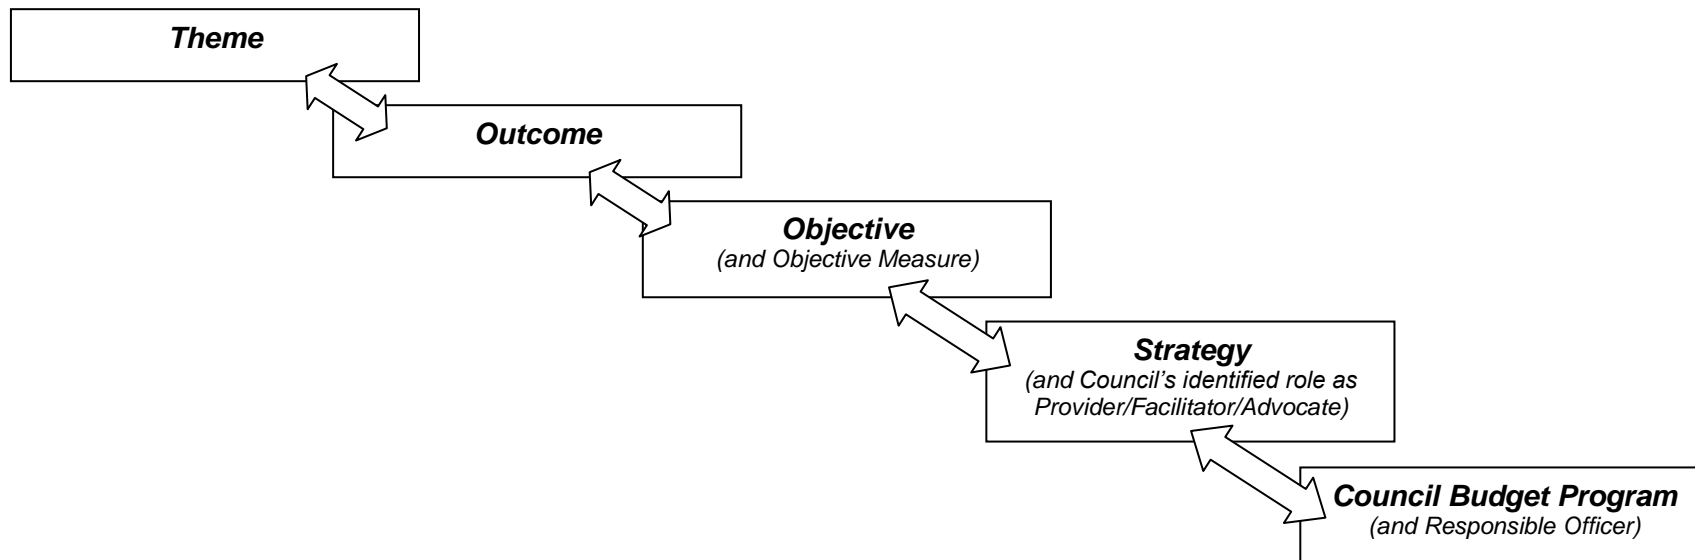 Theme
Outcome
Objective
(and Objective Measure)
Strategy
(and Council’s identified role as
Provider/Facilitator/Advocate)
Council Budget Program
(and Responsible Officer)